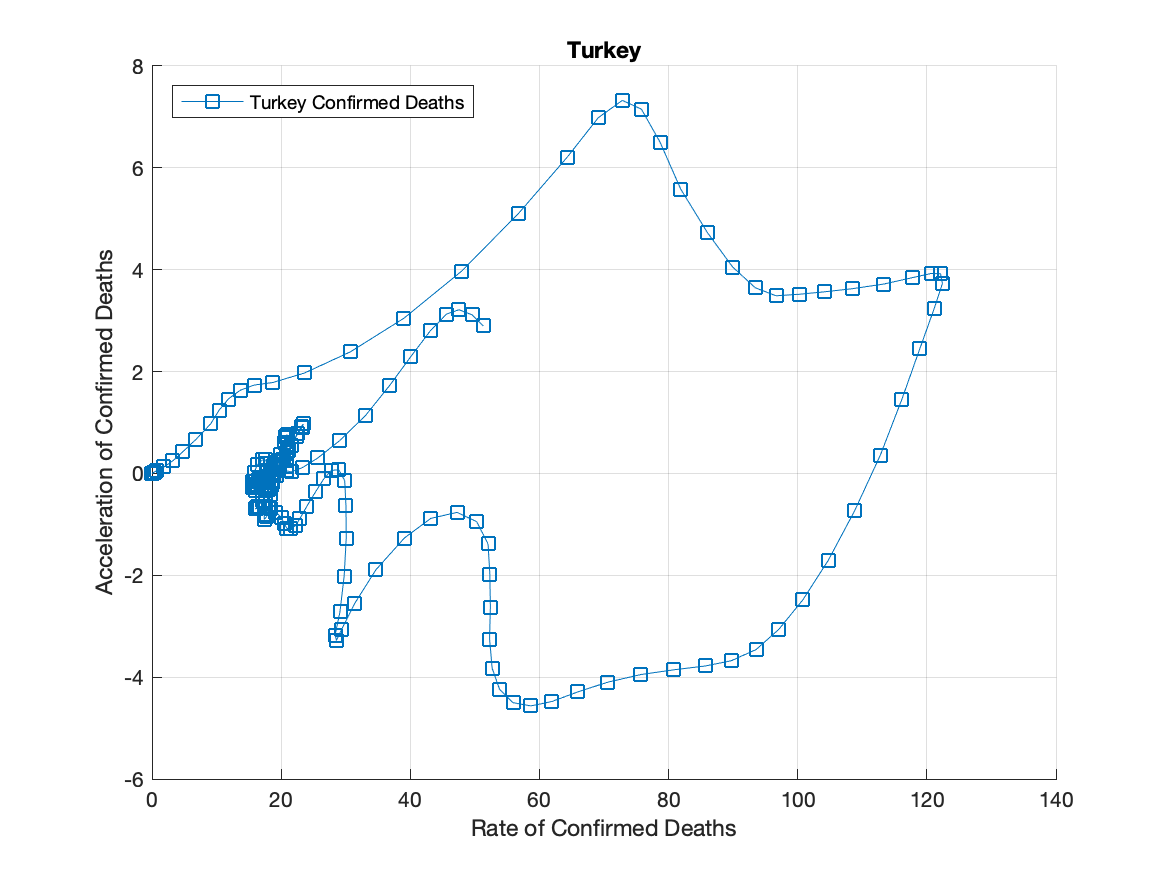 Turkey
Turkey Confirmed Deaths
Acceleration of Confirmed Deaths
8
6
4
2
0
-2
-4
-6
0 20 40 60 80 100 120 140
Rate of Confirmed Deaths